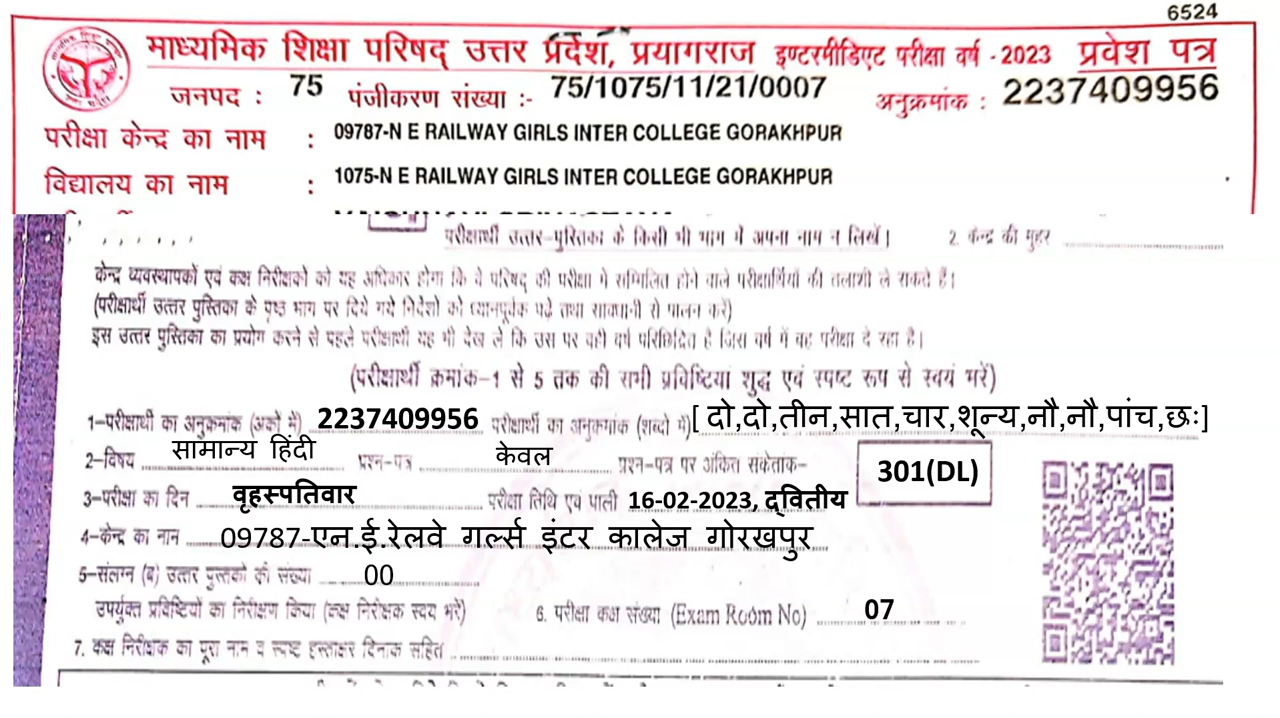 6524
माध्यमिक शिक्षा परिषद् उत्तर प्रदेश, प्रयागराज इण्टरमीडिएट परीक्षा वर्ष - 2023 प्रवेश पत्र
जनपद : 75 पंजीकरण संख्या :- 75/1075/11/21/0007 अनुक्रमांक : 2237409956
परीक्षा केन्द्र का नाम : 09787-N E RAILWAY GIRLS INTER COLLEGE GORAKHPUR
विद्यालय का नाम : 1075-N E RAILWAY GIRLS INTER COLLEGE GORAKHPUR
परीक्षार्थी उत्तर-पुस्तिका के किसी भी भाग में अपना नाम न लिखें। 2. केन्द्र की मुहर
केन्द्र व्यवस्थापकों एवं कक्ष निरीक्षकों को यह अधिकार होगा कि वे परिषद की परीक्षा में सम्मिलित होने वाले परीक्षार्थियों की तलाशी ले सकते हैं।
(परीक्षार्थी उत्तर पुस्तिका के पृष्ठ भाग पर दिये गये निर्देशों को ध्यानपूर्वक पढ़े तथा सावधानी से पालन करें)
इस उत्तर पुस्तिका का प्रयोग करने से पहले परीक्षार्थी यह भी देख ले कि उस पर वही वर्ष परिछिद्रित है जिस वर्ष में वह परीक्षा दे रहा है।
(परीक्षार्थी क्रमांक-1 से 5 तक की सभी प्रविष्टियां शुद्ध एवं स्पष्ट रूप से स्वयं भरें)
1-परीक्षार्थी का अनुक्रमांक (अंकों में) 2237409956 परीक्षार्थी का अनुक्रमांक (शब्दो में) [ दो,दो,तीन,सात,चार,शून्य,नौ,नौ,पांच,छः]
2-विषय सामान्य हिंदी प्रश्न-पत्र केवल प्रश्न-पत्र पर अंकित संकेतांक- 301(DL)
3-परीक्षा का दिन वृहस्पतिवार परीक्षा तिथि एवं पाली 16-02-2023, द्वितीय
4-केन्द्र का नाम 09787-एन.ई.रेलवे गर्ल्स इंटर कालेज गोरखपुर
5-संलग्न (ब) उत्तर पुस्तकों की संख्या 00
उपर्युक्त प्रविष्टियों का निरीक्षण किया (कक्ष निरीक्षक स्वयं भरें) 6. परीक्षा कक्ष संख्या (Exam Room No) 07
7. कक्ष निरीक्षक का पूरा नाम व स्पष्ट हस्ताक्षर दिनांक सहित